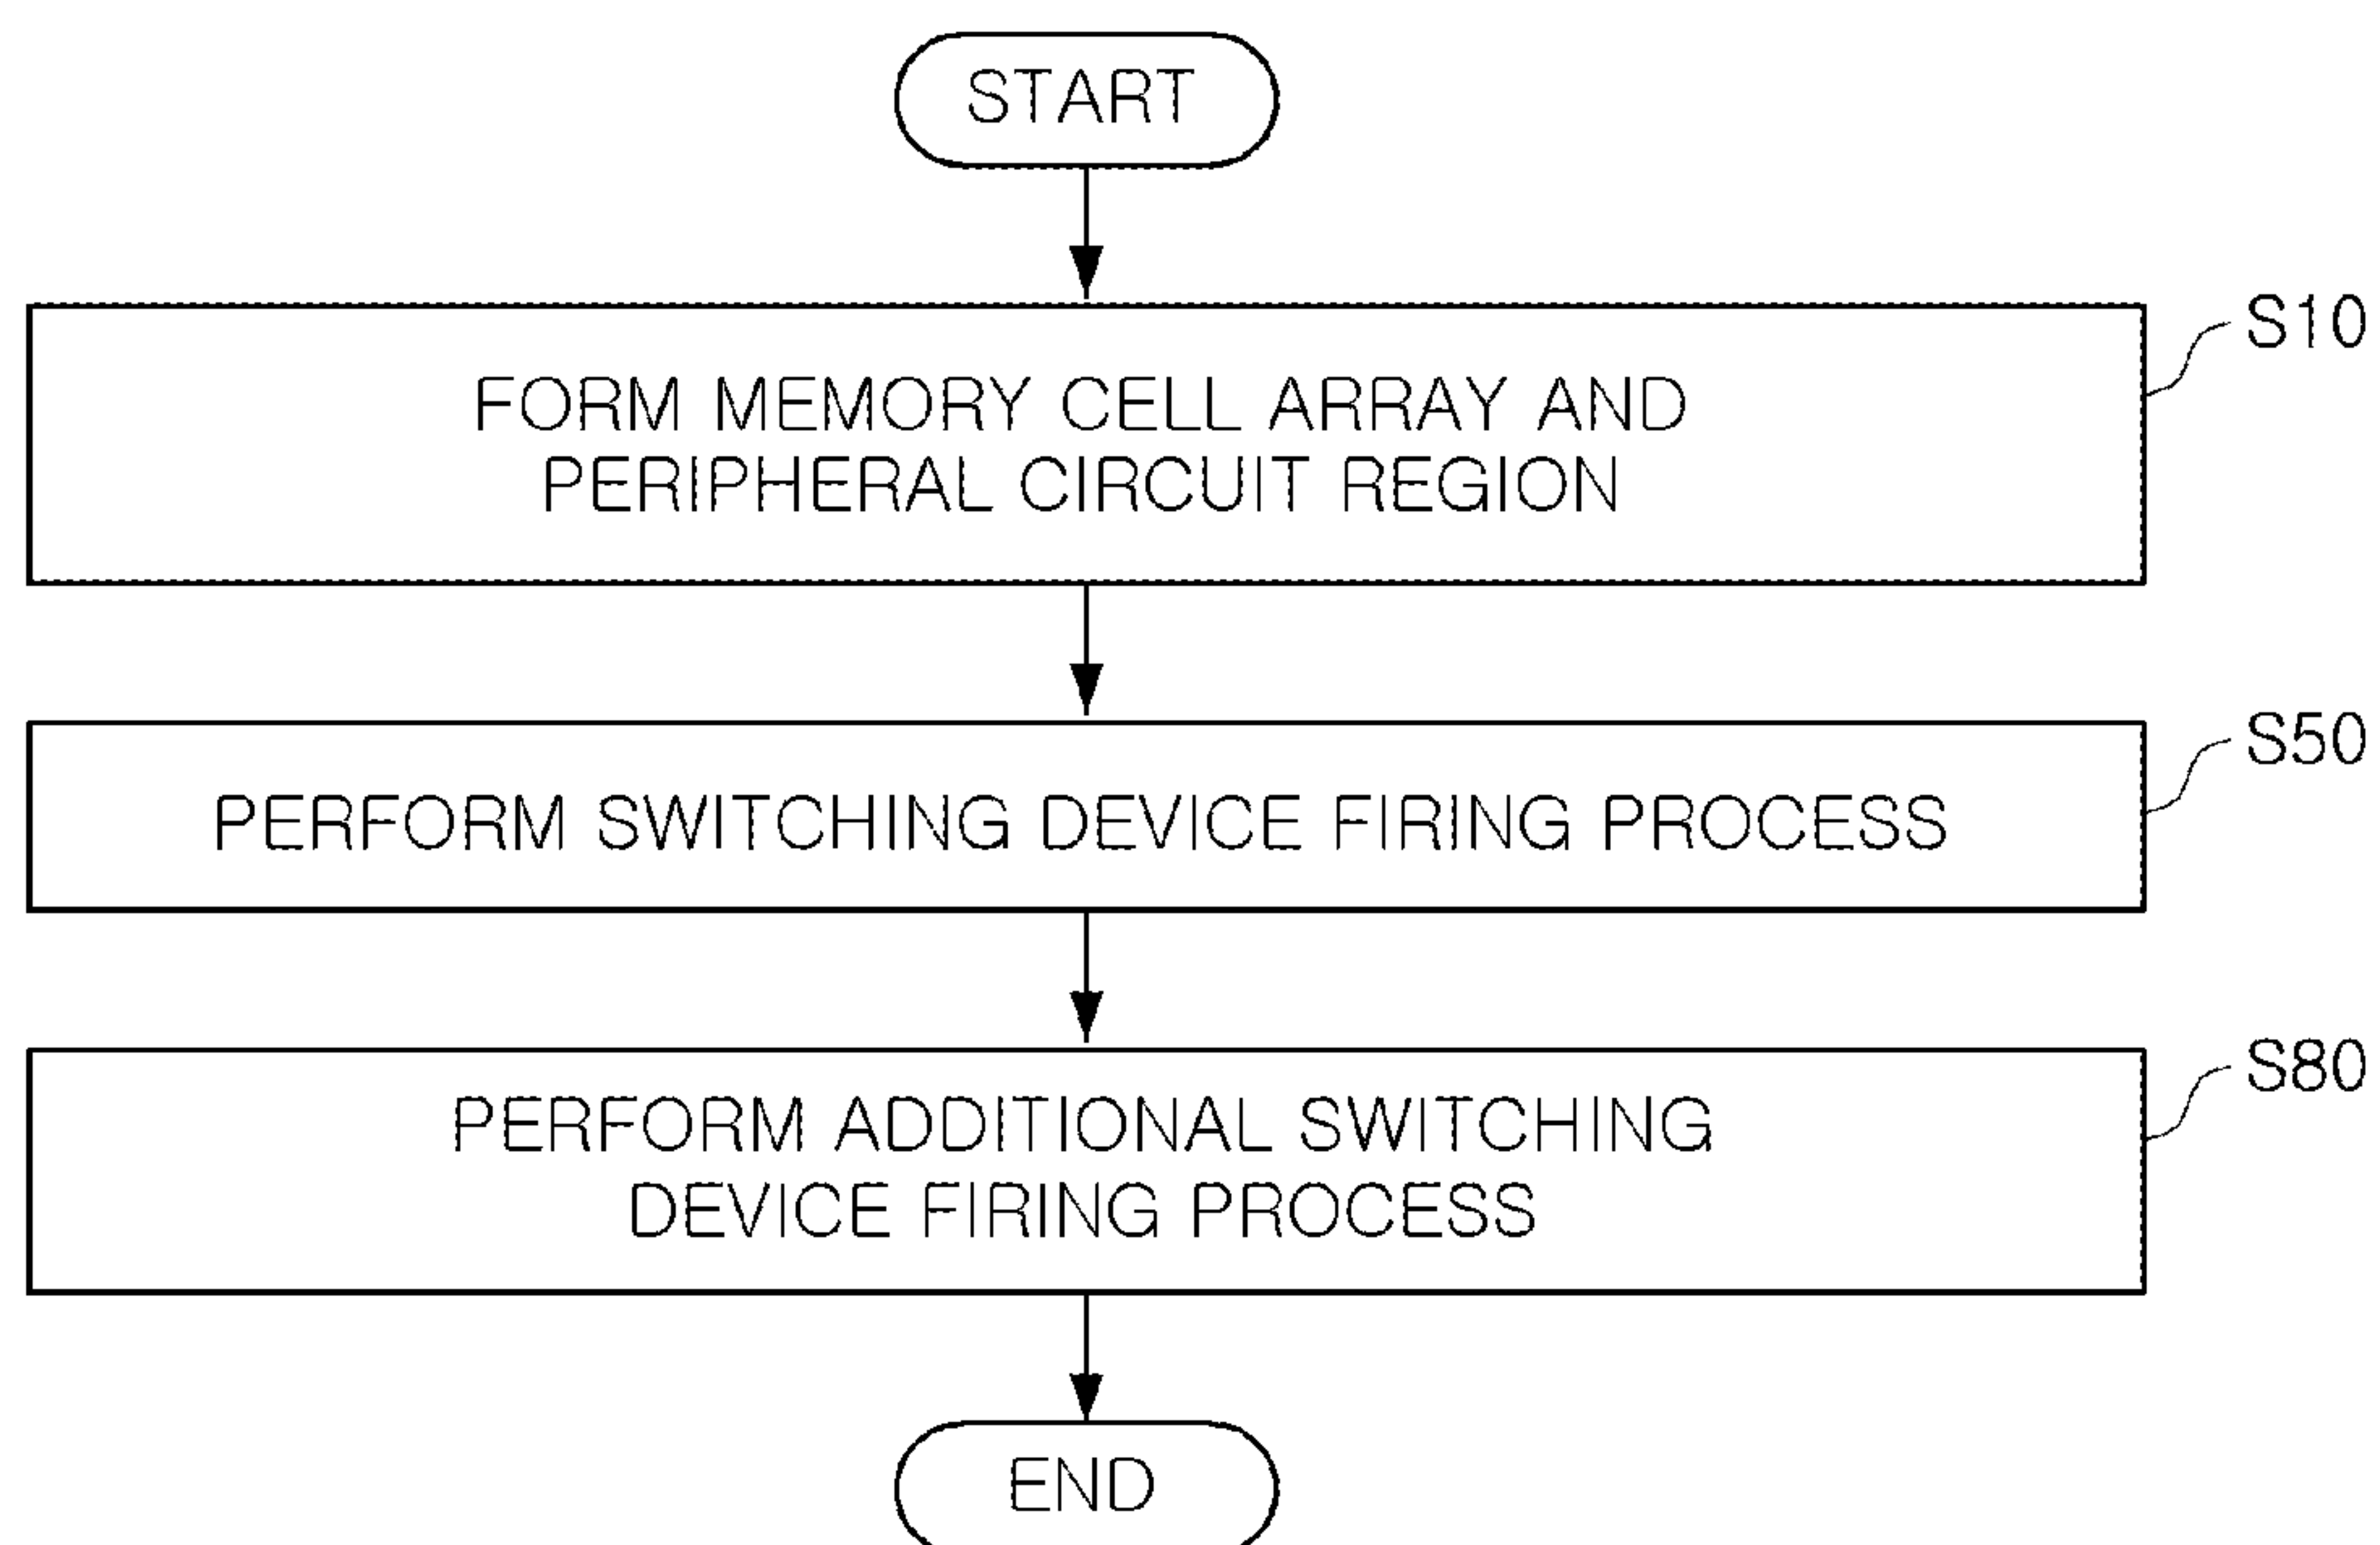 START
S10
FORM MEMORY CELL ARRAY AND
PERIPHERAL CIRCUIT REGION
S50
PERFORM SWITCHING DEVICE FIRING PROCESS
S80
PERFORM ADDITIONAL SWITCHING
DEVICE FIRING PROCESS
END